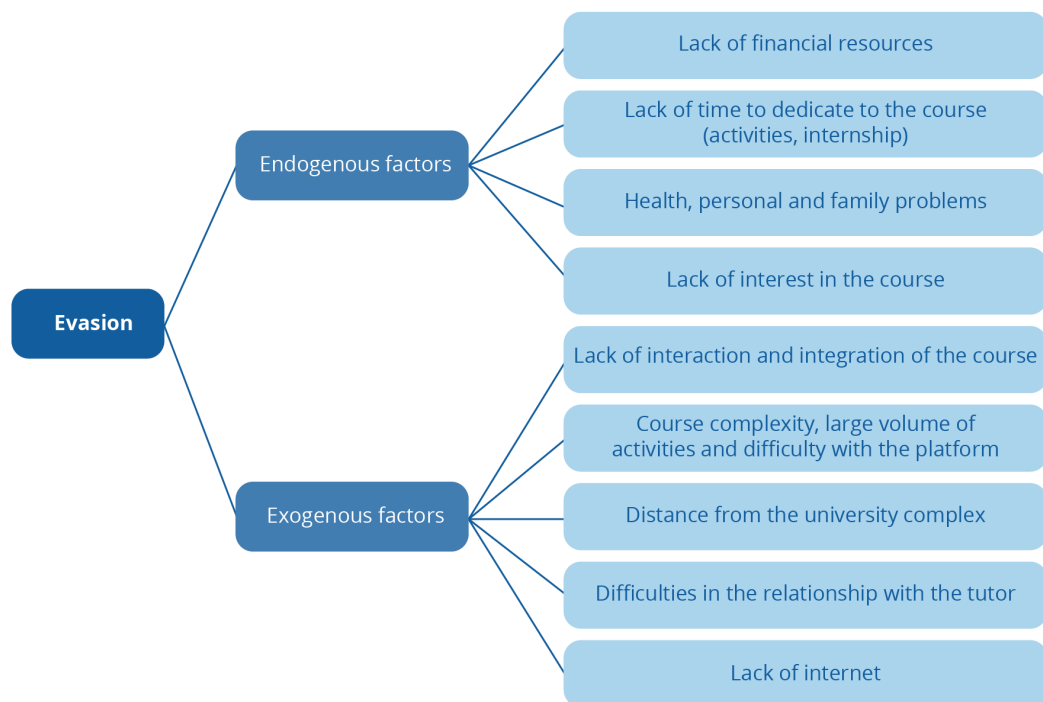 Evasion
Endogenous factors
Lack of financial resources
Lack of time to dedicate to the course
(activities, internship)
Health, personal and family problems
Lack of interest in the course
Exogenous factors
Lack of interaction and integration of the course
Course complexity, large volume of
activities and difficulty with the platform
Distance from the university complex
Difficulties in the relationship with the tutor
Lack of internet